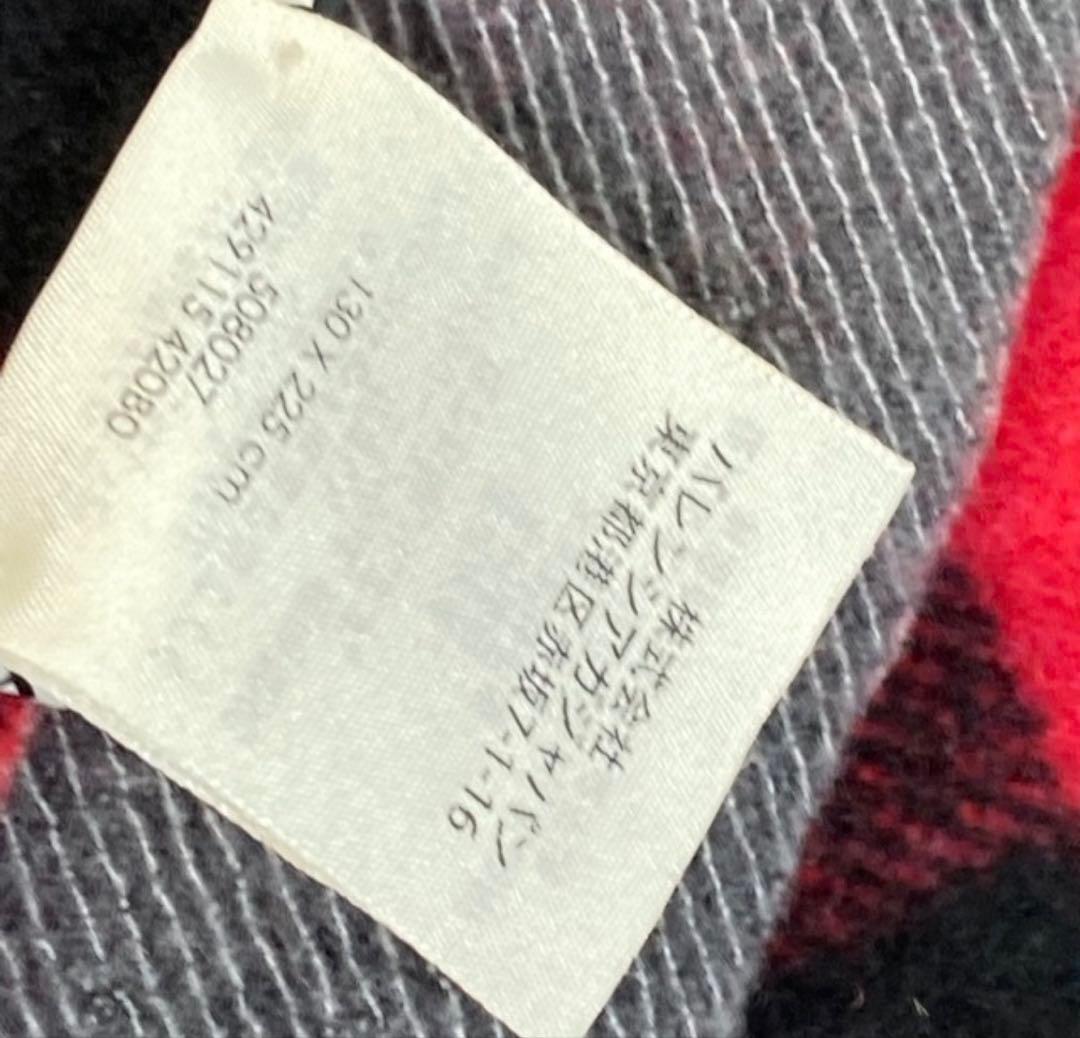 株式会社
バレンシアガジャパン
東京都港区赤坂7-1-16
130 X 225 cm
508027
429115 42080